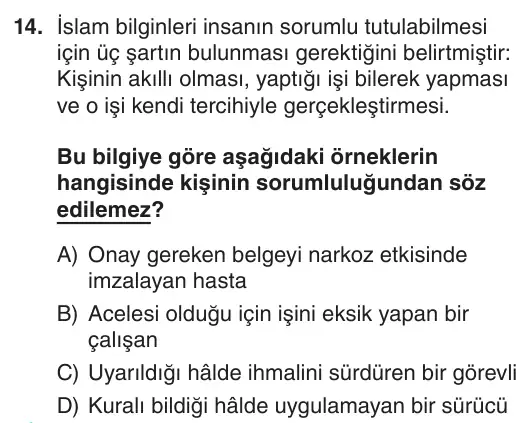 14. İslam bilginleri insanın sorumlu tutulabilmesi
için üç şartın bulunması gerektiğini belirtmiştir:
Kişinin akıllı olması, yaptığı işi bilerek yapması
ve o işi kendi tercihiyle gerçekleştirmesi.
Bu bilgiye göre aşağıdaki örneklerin
hangisinde kişinin sorumluluğundan söz
edilemez?
A) Onay gereken belgeyi narkoz etkisinde
imzalayan hasta
B) Acelesi olduğu için işini eksik yapan bir
çalışan
C) Uyarıldığı hâlde ihmalini sürdüren bir görevli
D) Kuralı bildiği hâlde uygulamayan bir sürücü